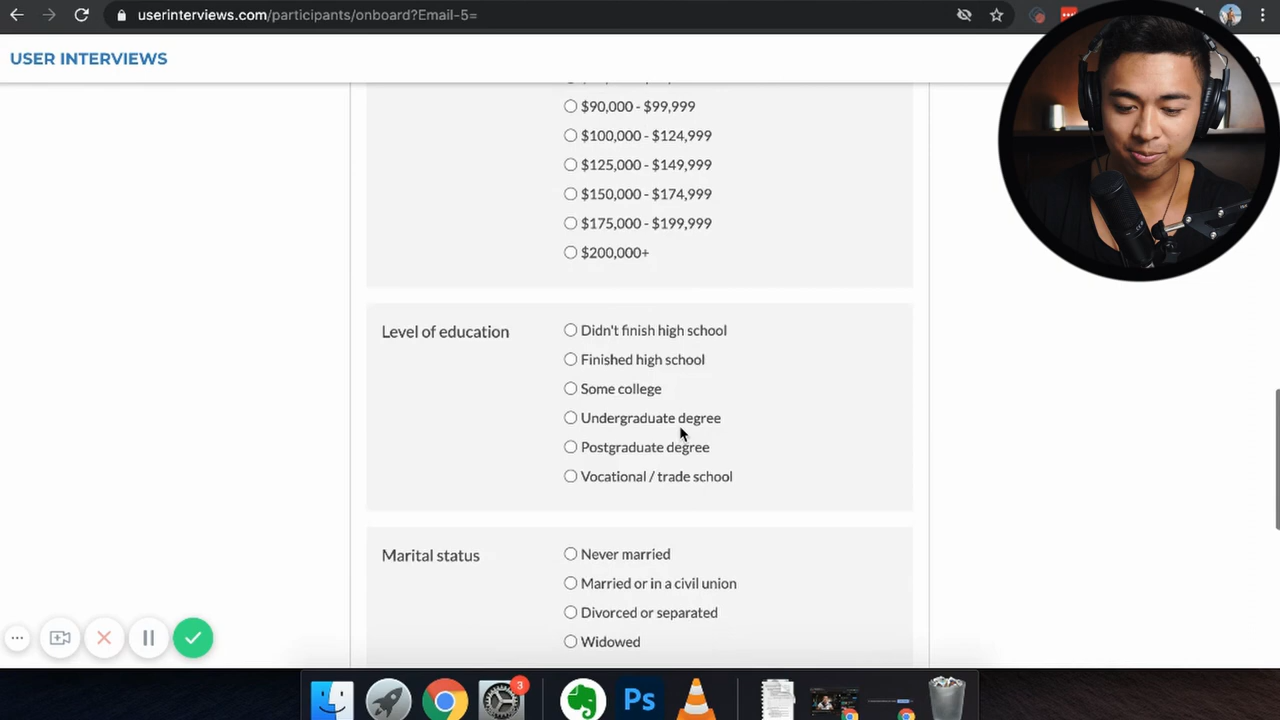 userinterviews.com/participants/onboard?Email-5=
USER INTERVIEWS
$90,000 - $99,999
$100,000 - $124,999
$125,000 - $149,999
$150,000 - $174,999
$175,000 - $199,999
$200,000+
Level of education
Didn't finish high school
Finished high school
Some college
Undergraduate degree
Postgraduate degree
Vocational / trade school
Marital status
Never married
Married or in a civil union
Divorced or separated
Widowed
3
Ps